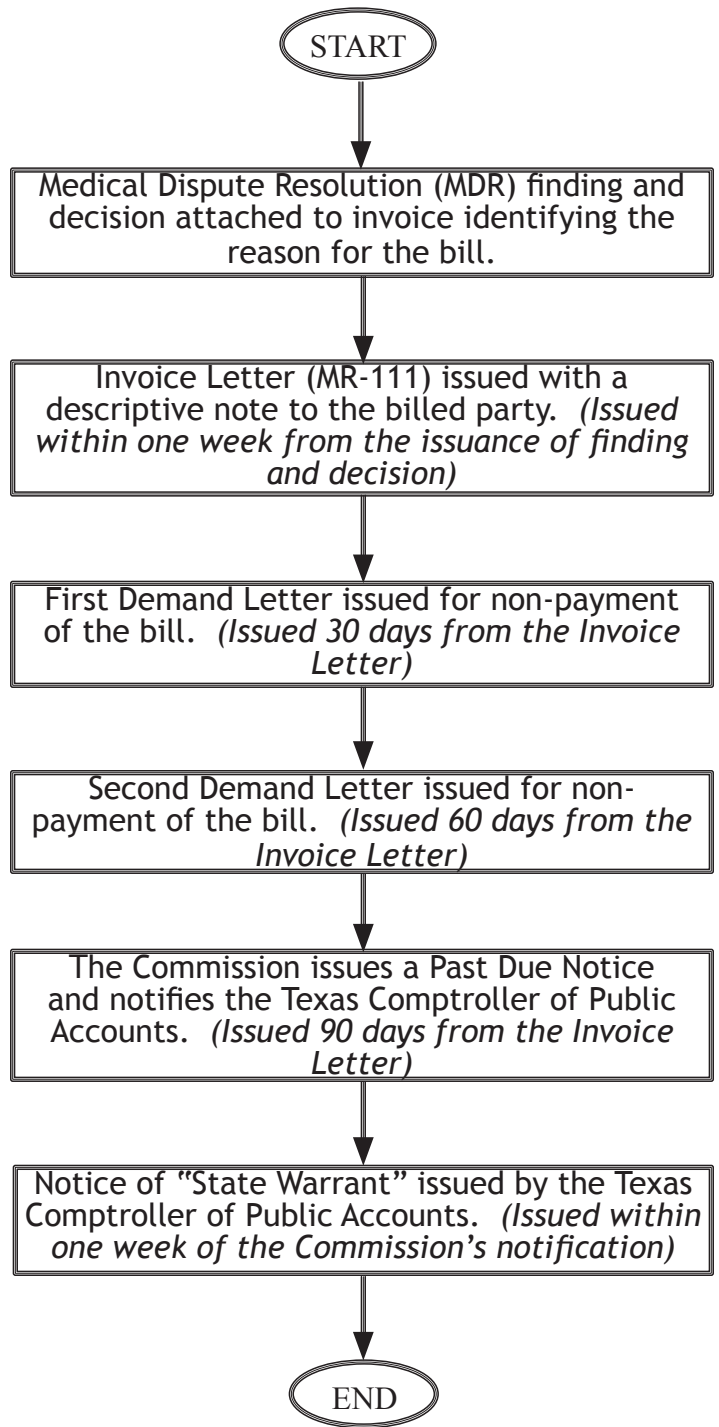 START
Medical Dispute Resolution (MDR) finding and
decision attached to invoice identifying the
reason for the bill.
Invoice Letter (MR-111) issued with a
descriptive note to the billed party. (Issued
within one week from the issuance of finding
and decision)
First Demand Letter issued for non-payment
of the bill. (Issued 30 days from the Invoice
Letter)
Second Demand Letter issued for non-
payment of the bill. (Issued 60 days from the
Invoice Letter)
The Commission issues a Past Due Notice
and notifies the Texas Comptroller of Public
Accounts. (Issued 90 days from the Invoice
Letter)
Notice of “State Warrant” issued by the Texas
Comptroller of Public Accounts. (Issued within
one week of the Commission’s notification)
END